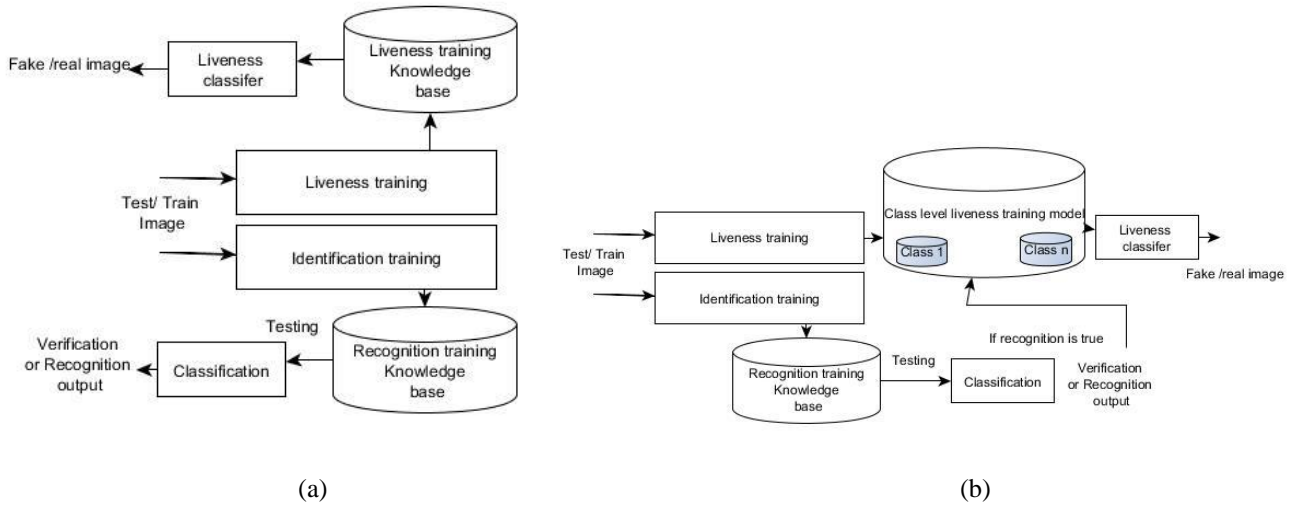 Fake /real image
Liveness
classifer
Liveness training
Knowledge
base
Liveness training
Test/ Train
Image
Identification training
Testing
Verification
or Recognition
output
Classification
Recognition training
Knowledge
base
(a)
Class level liveness training model
Class 1
Class n
Liveness
classifer
Fake /real image
Liveness training
Test/ Train
Image
Identification training
If recognition is true
Recognition training
Knowledge
base
Testing
Classification
Verification
or Recognition
output
(b)